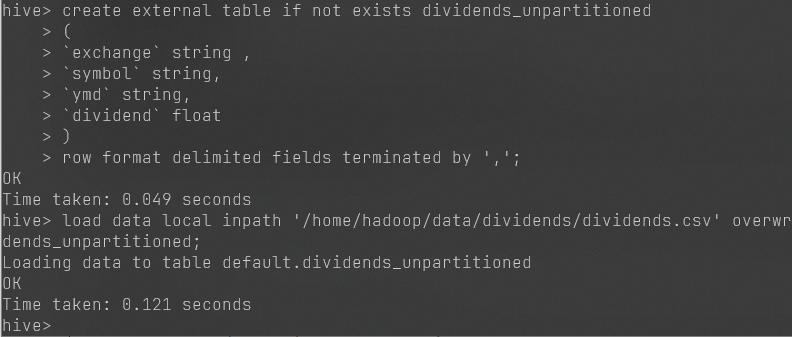 hive> create external table if not exists dividends_unpartitioned
    > (
    > `exchange` string ,
    > `symbol` string,
    > `ymd` string,
    > `dividend` float
    > )
    > row format delimited fields terminated by ',';
OK
Time taken: 0.049 seconds
hive> load data local inpath '/home/hadoop/data/dividends/dividends.csv' overwr
dends_unpartitioned;
Loading data to table default.dividends_unpartitioned
OK
Time taken: 0.121 seconds
hive>